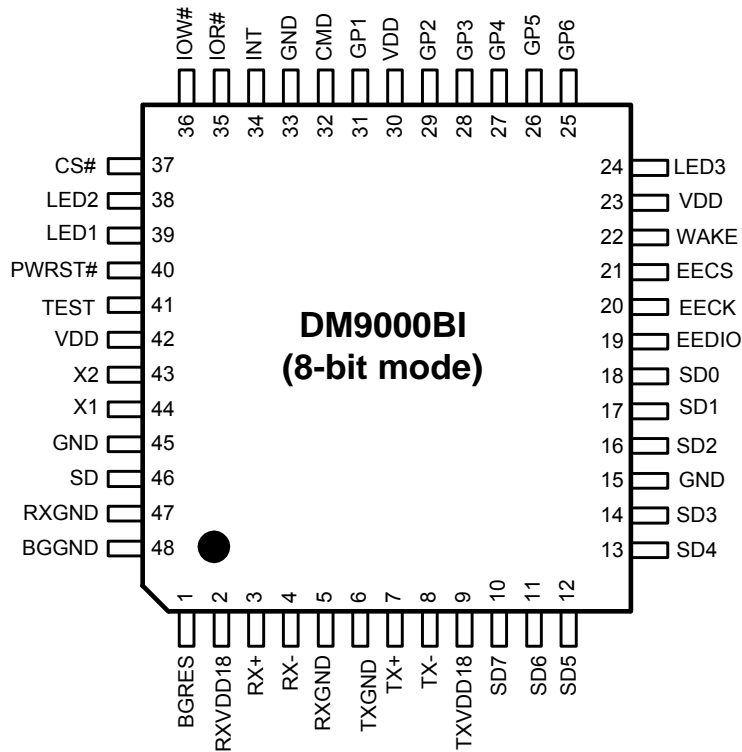 IOW# IOR# INT GND CMD GP1 VDD GP2 GP3 GP4 GP5 GP6
36 35 34 33 32 31 30 29 28 27 26 25
CS# 37 24 LED3
LED2 38 23 VDD
LED1 39 22 WAKE
PWRST# 40 21 EECS
TEST 41 20 EECK
VDD 42 19 EEDIO
X2 43 18 SD0
X1 44 17 SD1
GND 45 16 SD2
SD 46 15 GND
RXGND 47 14 SD3
BGGND 48 13 SD4
DM9000BI
(8-bit mode)
1 2 3 4 5 6 7 8 9 10 11 12
BGRES RXVDD18 RX+ RX- RXGND TXGND TX+ TX- TXVDD18 SD7 SD6 SD5